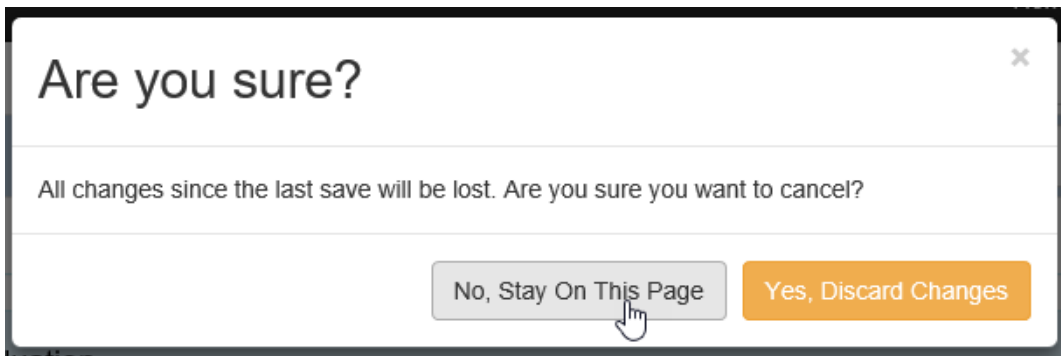 Are you sure?
×
All changes since the last save will be lost. Are you sure you want to cancel?
No, Stay On This Page
Yes, Discard Changes